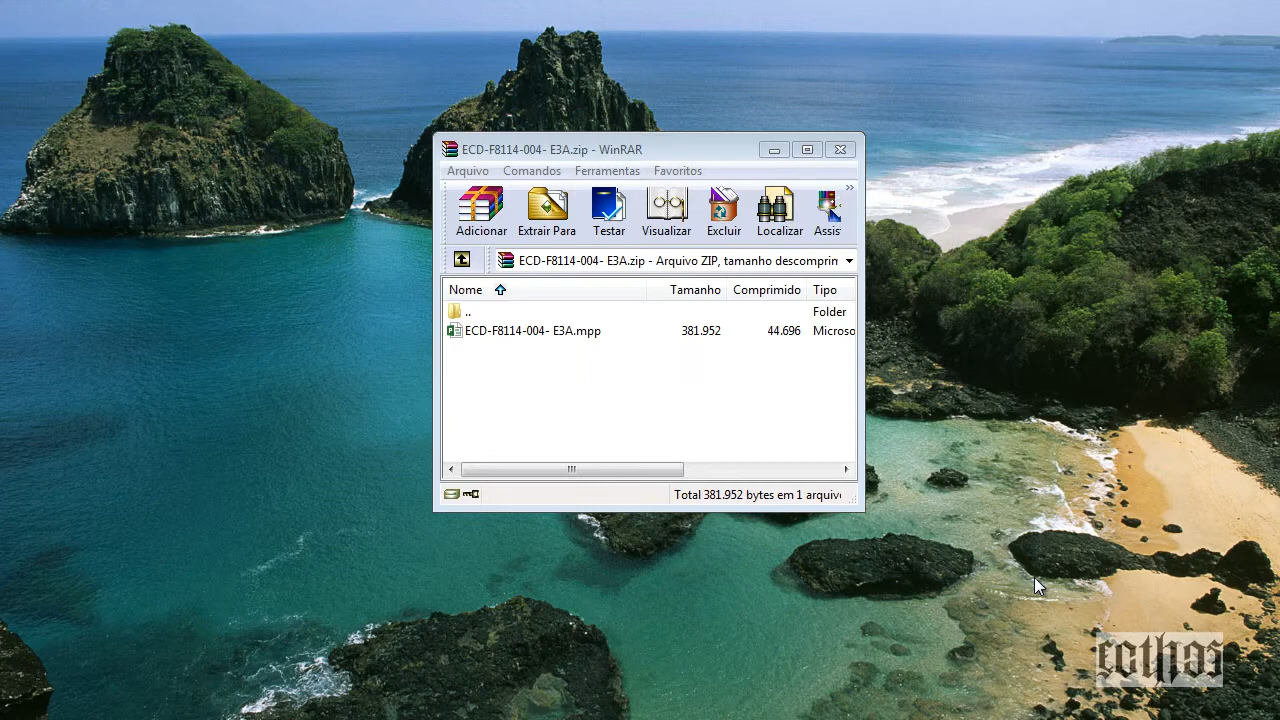 ECD-F8114-004- E3A.zip - WinRAR
Arquivo Comandos Ferramentas Favoritos
Adicionar Extrair Para Testar Visualizar Excluir Localizar Assis
ECD-F8114-004- E3A.zip - Arquivo ZIP, tamanho descomprin
Nome Tamanho Comprimido Tipo
.. Folder
ECD-F8114-004- E3A.mpp 381.952 44.696 Microso
Total 381.952 bytes em 1 arquivo